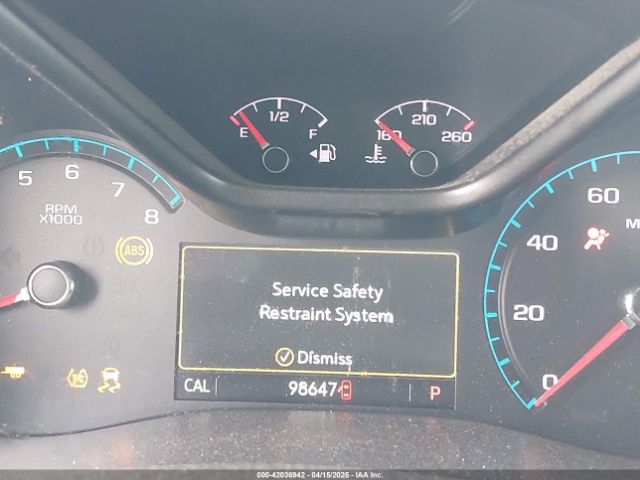 1/2
E F
210
160 260
5 6 7 8
RPM
X1000
ABS
60
40
20
0
Service Safety
Restraint System
Dismiss
CAL 98647 P
000-42036942 - 04/15/2025 - IAA Inc.